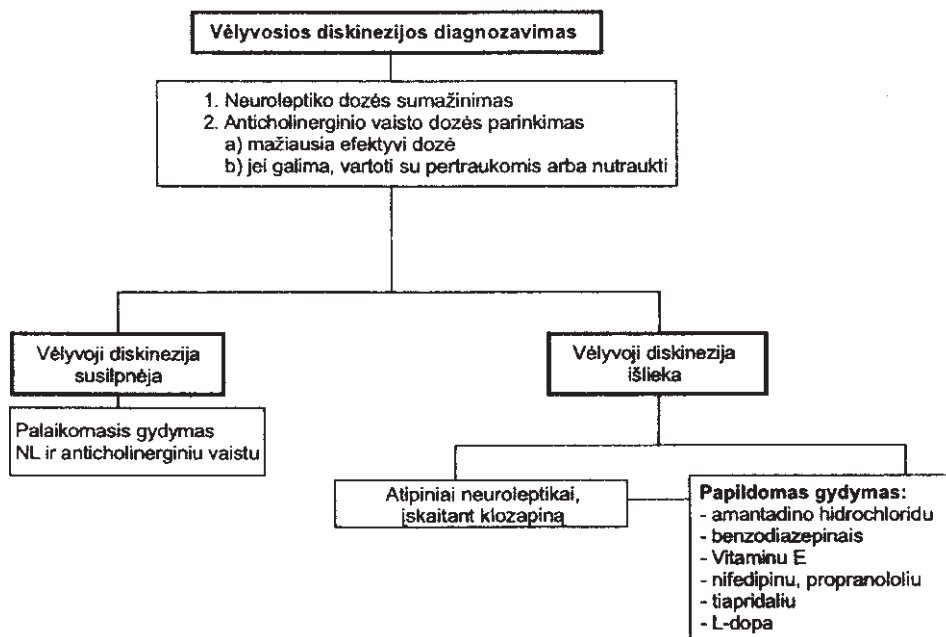 Vėlyvosios diskinezijos diagnozavimas
1. Neuroleptiko dozės sumažinimas
2. Anticholinerginio vaisto dozės parinkimas
a) mažiausia efektyvi dozė
b) jei galima, vartoti su pertraukomis arba nutraukti
Vėlyvoji diskinezija
susilpnėja
Palaikomasis gydymas
NL ir anticholinerginiu vaistu
Vėlyvoji diskinezija
išlieka
Atipiniai neuroleptikai,
įskaitant klozapiną
Papildomas gydymas:
- amantadino hidrochloridu
- benzodiazepinais
- Vitaminu E
- nifedipinu, propranololiu
- tiapridaliu
- L-dopa